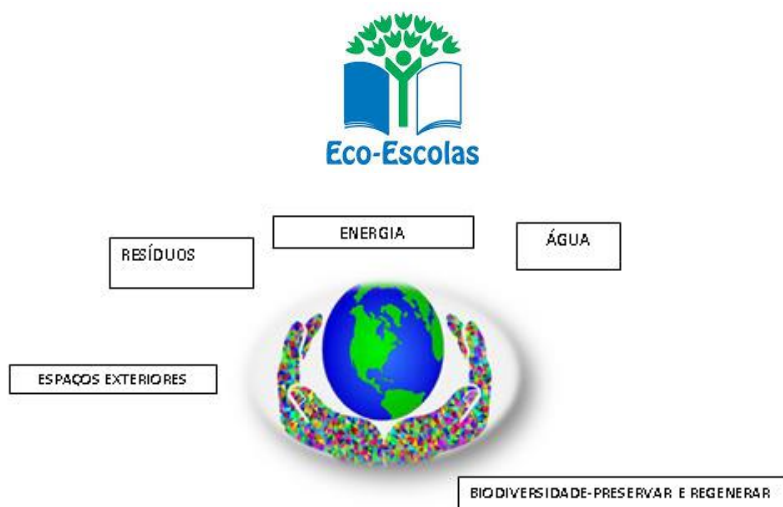 Eco-Escolas
ENERGIA
RESÍDUOS
ÁGUA
ESPAÇOS EXTERIORES
BIODIVERSIDADE-PRESERVAR E REGENERAR